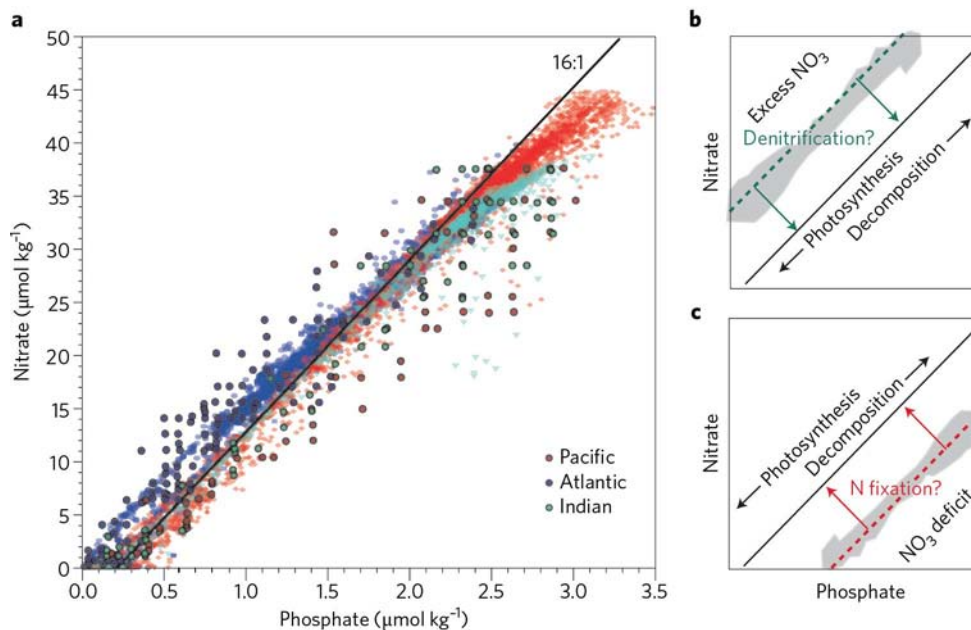 a
50
45
40
35
30
25
20
15
10
5
0
Nitrate (μmol kg⁻¹)
16:1
Pacific
Atlantic
Indian
0.0 0.5 1.0 1.5 2.0 2.5 3.0 3.5
Phosphate (μmol kg⁻¹)
b
Excess NO₃
Denitrification?
Photosynthesis
Decomposition
Nitrate
c
Photosynthesis
Decomposition
N fixation?
NO₃ deficit
Nitrate
Phosphate